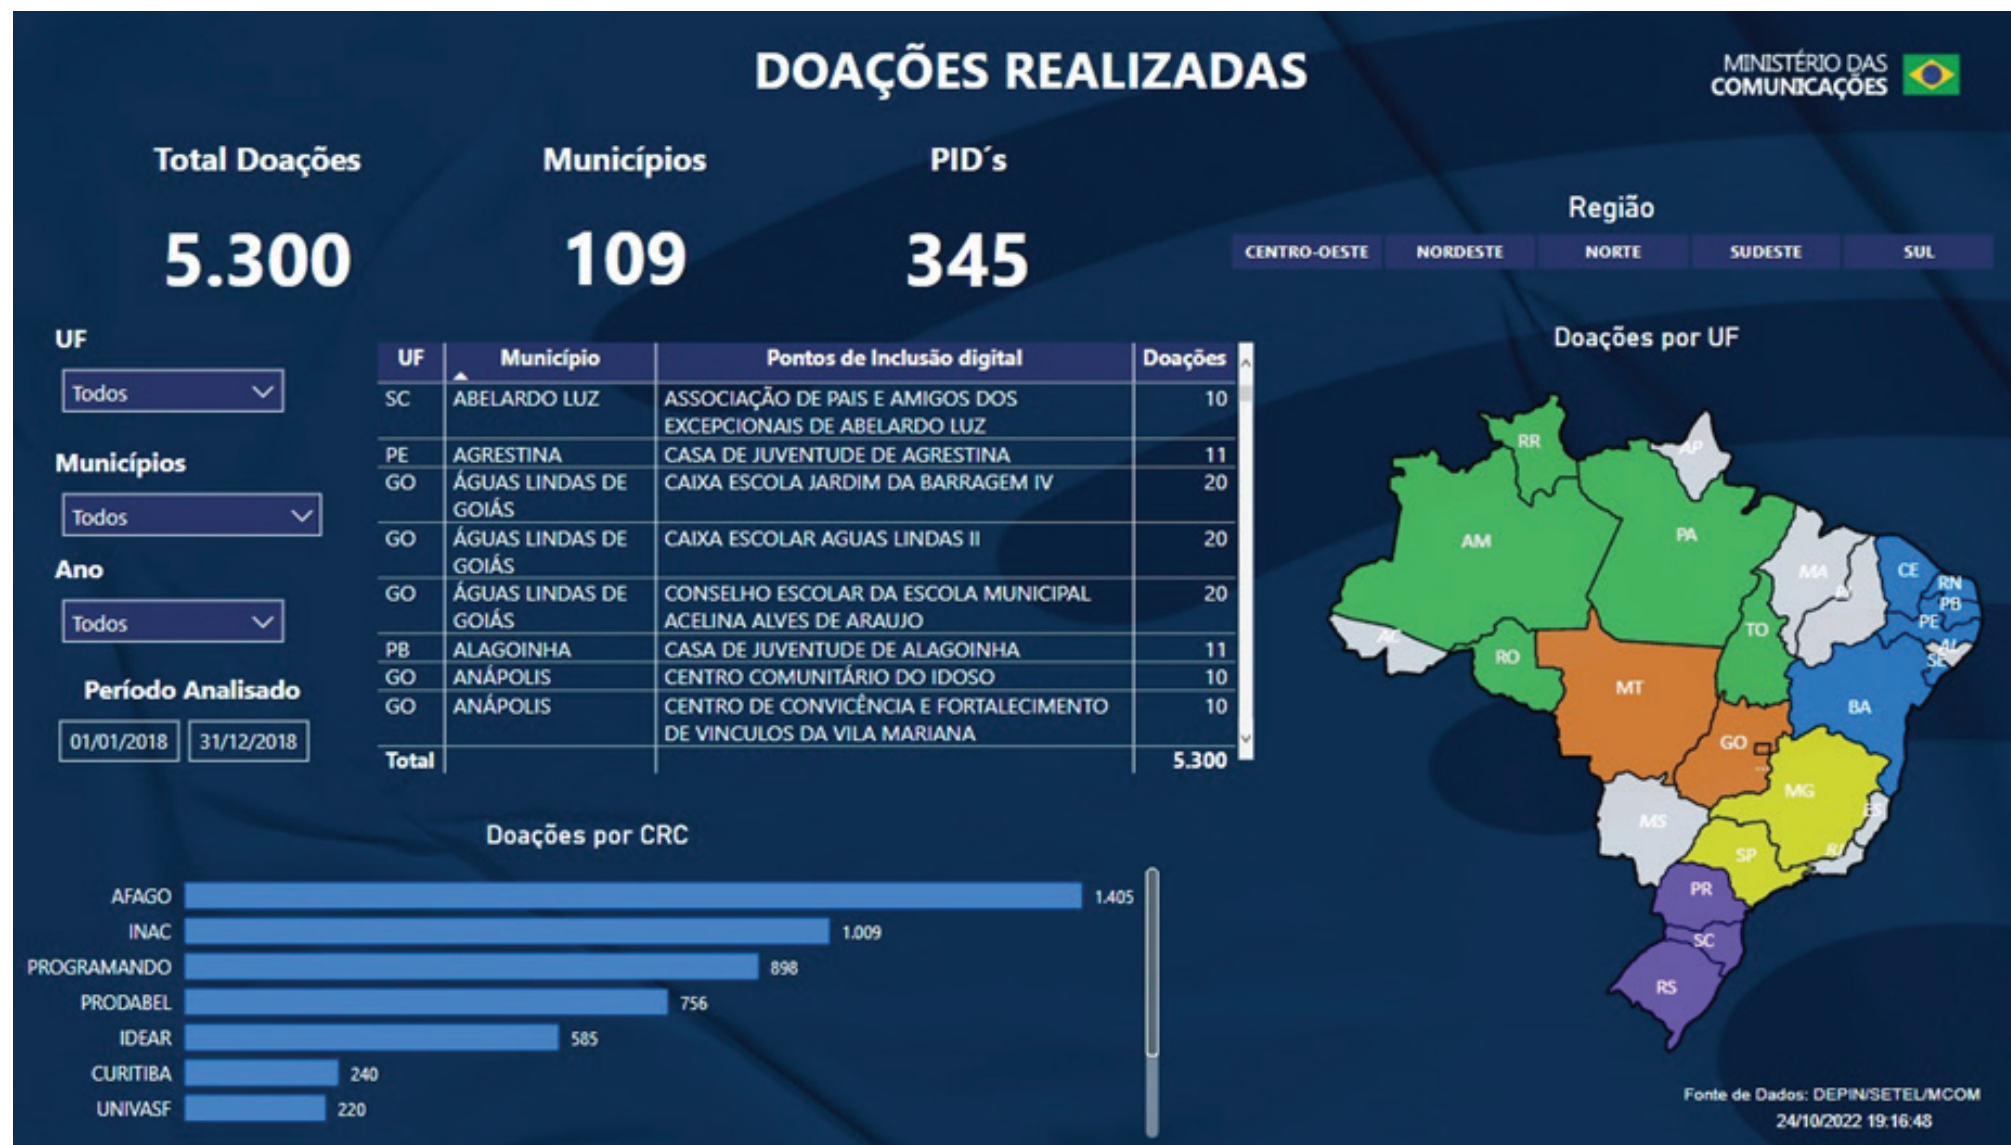 DOAÇÕES REALIZADAS
MINISTÉRIO DAS
COMUNICAÇÕES
Total Doações
Municípios
PID´s
5.300
109
345
Região
CENTRO-OESTE NORDESTE NORTE SUDESTE SUL
UF
Todos
Municípios
Todos
Ano
Todos
Período Analisado
01/01/2018 31/12/2018
UF Município Pontos de Inclusão digital Doações
SC ABELARDO LUZ ASSOCIAÇÃO DE PAIS E AMIGOS DOS 10
EXCEPCIONAIS DE ABELARDO LUZ
PE AGRESTINA CASA DE JUVENTUDE DE AGRESTINA 11
GO ÁGUAS LINDAS DE CAIXA ESCOLA JARDIM DA BARRAGEM IV 20
GOIÁS
GO ÁGUAS LINDAS DE CAIXA ESCOLAR AGUAS LINDAS II 20
GOIÁS
GO ÁGUAS LINDAS DE CONSELHO ESCOLAR DA ESCOLA MUNICIPAL 20
GOIÁS ACELINA ALVES DE ARAUJO
PB ALAGOINHA CASA DE JUVENTUDE DE ALAGOINHA 11
GO ANÁPOLIS CENTRO COMUNITÁRIO DO IDOSO 10
GO ANÁPOLIS CENTRO DE CONVICÊNCIA E FORTALECIMENTO 10
DE VINCULOS DA VILA MARIANA
Total 5.300
Doações por UF
RR
AP
AM
PA
MA
CE
RN
PB
PE
AL
SE
AC
RO
TO
MT
BA
GO
...
MG
ES
MS
SP
RJ
PR
SC
RS
Doações por CRC
AFAGO 1.405
INAC 1.009
PROGRAMANDO 898
PRODABEL 756
IDEAR 585
CURITIBA 240
UNIVASF 220
Fonte de Dados: DEPIN/SETEL/MCOM
24/10/2022 19:16:48